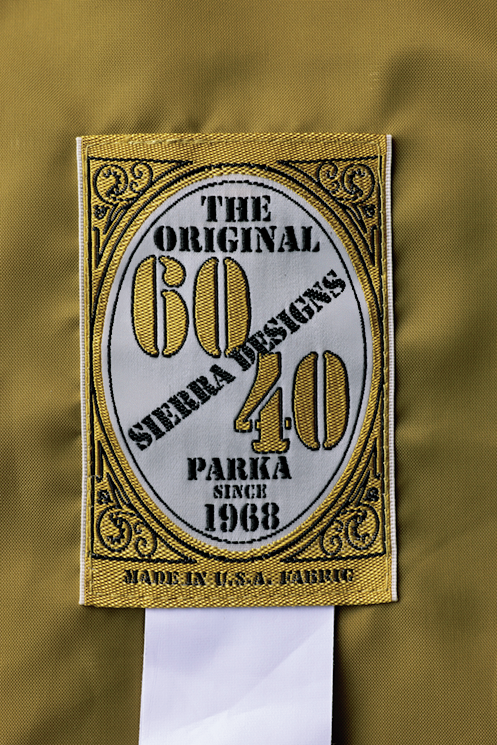 THE
ORIGINAL
60
SIERRA DESIGNS
40
PARKA
SINCE
1968
MADE IN U.S.A. FABRIC